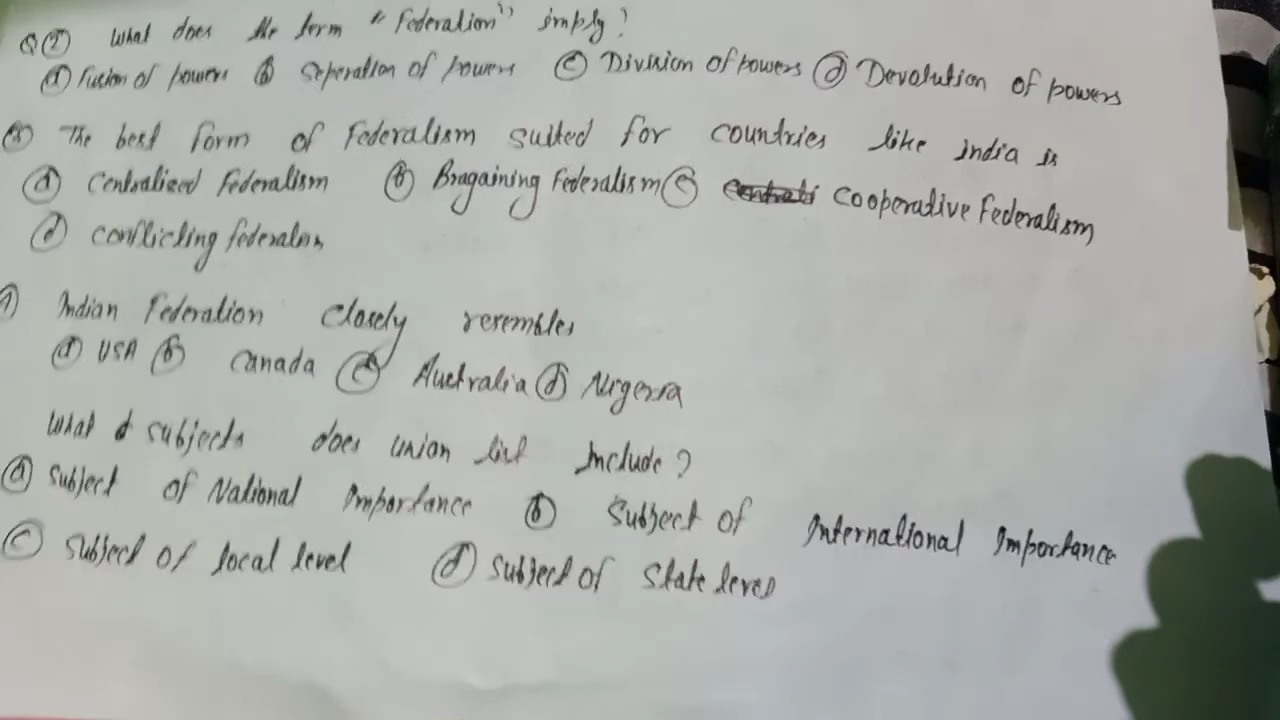 Q(7) What does the term "Federation" imply?
(a) Fusion of powers (b) Seperation of powers (c) Division of powers (d) Devolution of powers
(8) The best form of Federalism suited for countries like india is
(a) Centralised Federalism (b) Bragaining Federalism (c) Cooperative Federalism
(d) Conflicting federalism
Indian Federation closely resembles
(a) USA (b) Canada (c) Australia (d) Nigeria
What subjects does union list include?
(a) Subject of National Importance (b) Subject of International Importance
(c) Subject of local level (d) Subject of State level